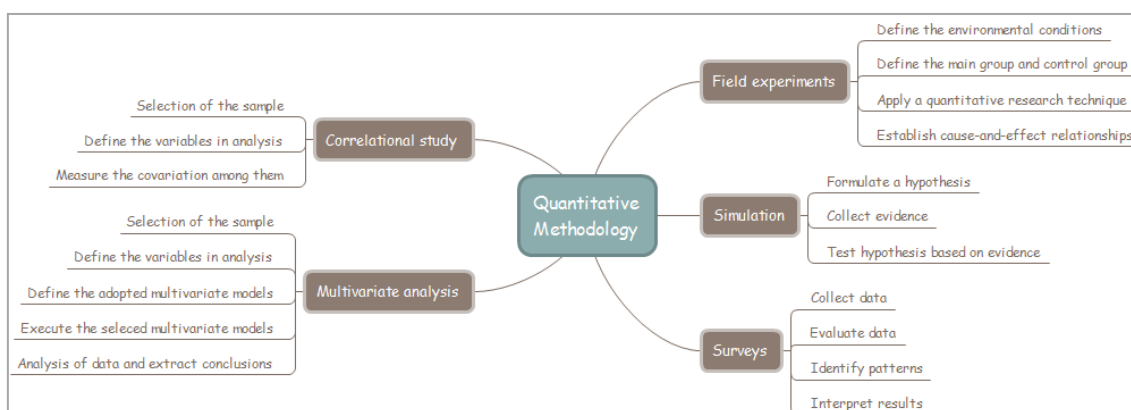 Quantitative
Methodology
Field experiments
Define the environmental conditions
Define the main group and control group
Apply a quantitative research technique
Establish cause-and-effect relationships
Simulation
Formulate a hypothesis
Collect evidence
Test hypothesis based on evidence
Surveys
Collect data
Evaluate data
Identify patterns
Interpret results
Correlational study
Selection of the sample
Define the variables in analysis
Measure the covariation among them
Multivariate analysis
Selection of the sample
Define the variables in analysis
Define the adopted multivariate models
Execute the seleced multivariate models
Analysis of data and extract conclusions